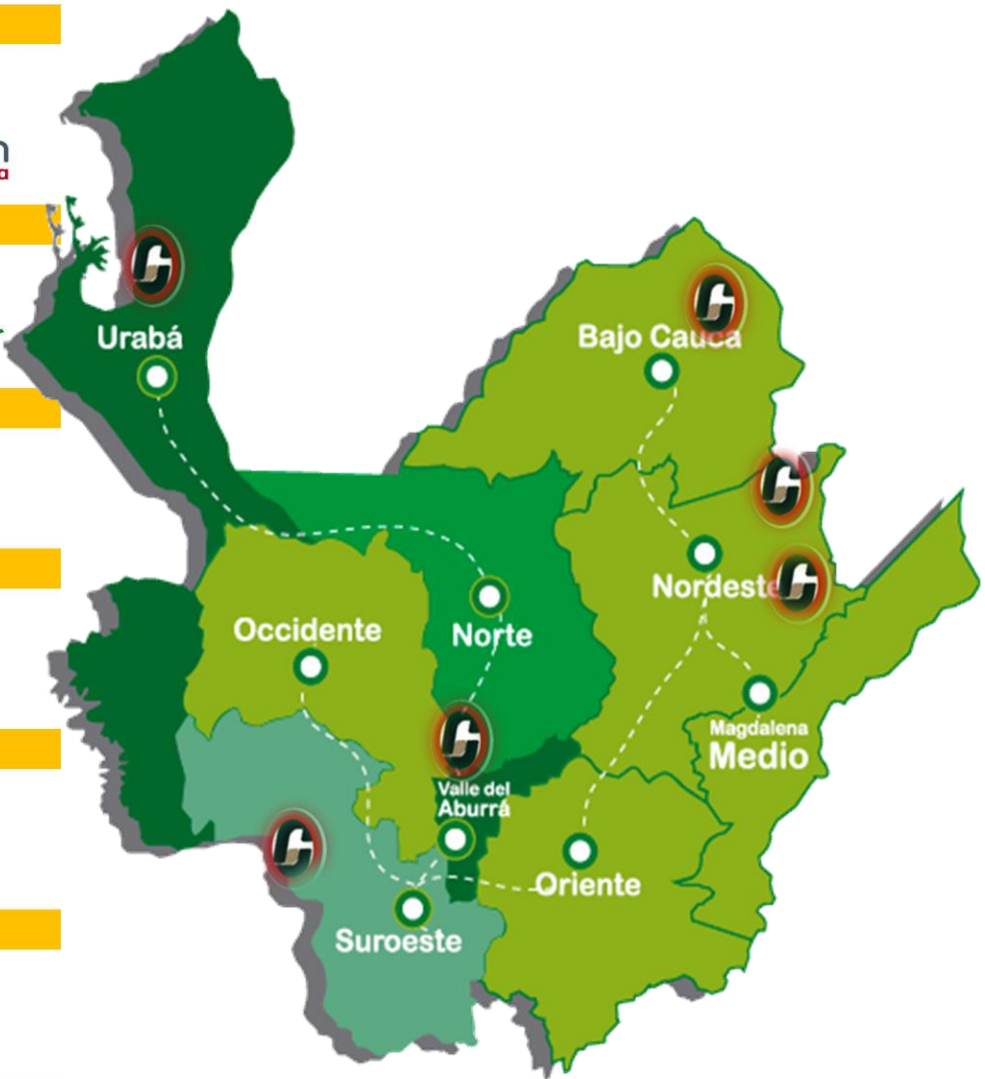 n
a
Urabá
Bajo Cauca
Nordeste
Occidente
Norte
Magdalena
Medio
Valle del
Aburrá
Oriente
Suroeste